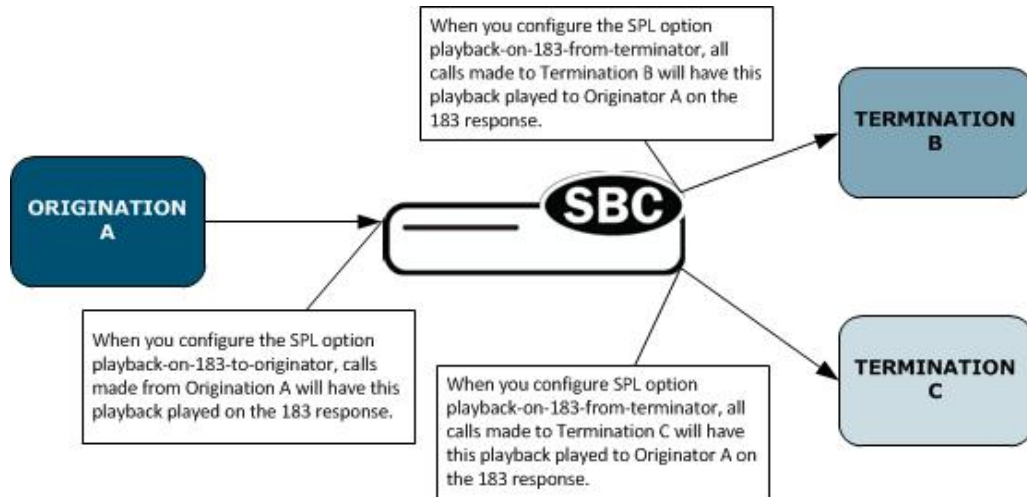 When you configure the SPL option
playback-on-183-from-terminator, all
calls made to Termination B will have this
playback played to Originator A on the
183 response.
TERMINATION
B
ORIGINATION
A
SBC
When you configure the SPL option
playback-on-183-to-originator, calls
made from Origination A will have this
playback played on the 183 response.
When you configure SPL option
playback-on-183-from-terminator, all
calls made to Termination C will have
this playback played to Originator A on
the 183 response.
TERMINATION
C